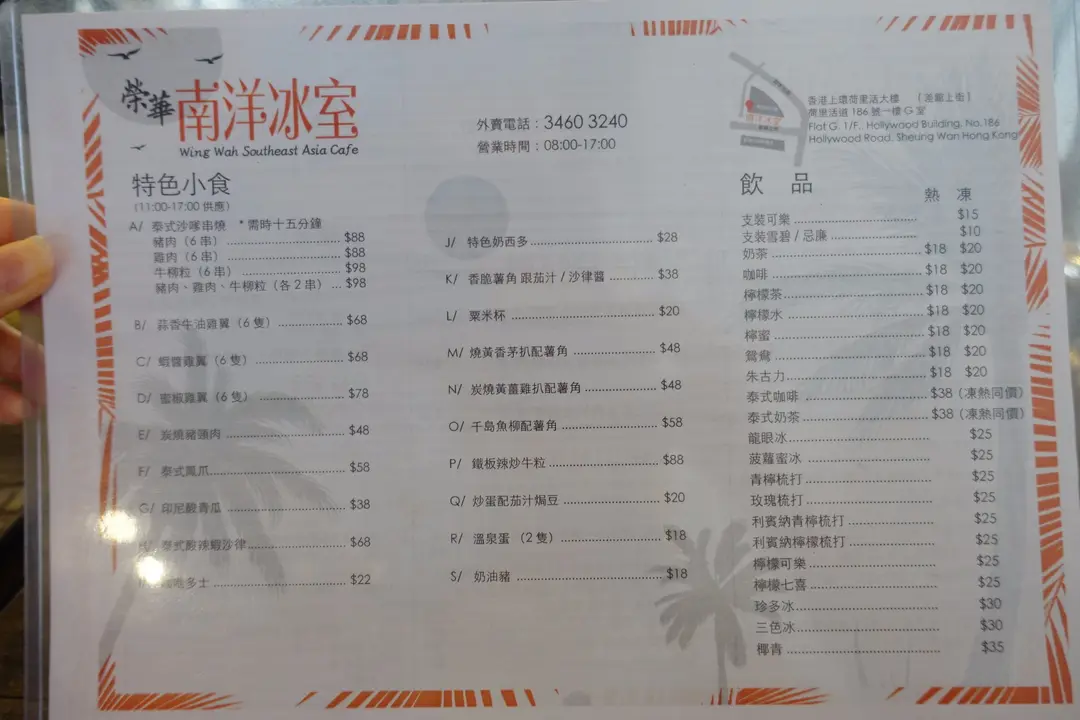 榮華 南洋冰室
Wing Wah Southeast Asia Cafe
外賣電話：3460 3240
營業時間：08:00-17:00
香港上環荷里活大樓 （差館上街）
荷里活道 186 號一樓 G 室
Flat G. 1/F., Hollywood Building, No.186
Hollywood Road, Sheung Wan Hong Kong
特色小食
(11:00-17:00 供應)
A/ 泰式沙嗲串燒 *需時十五分鐘
豬肉（6 串） $88
雞肉（6 串） $88
牛柳粒（6 串） $98
豬肉、雞肉、牛柳粒（各 2 串） $98
B/ 蒜香牛油雞翼（6 隻） $68
C/ 蝦醬雞翼（6 隻） $68
D/ 蜜椒雞翼（6 隻） $78
E/ 炭燒豬頸肉 $48
F/ 泰式鳳爪 $58
G/ 印尼酸青瓜 $38
H/ 泰式酸辣蝦沙律 $68
多士 $22
J/ 特色奶西多 $28
K/ 香脆薯角 跟茄汁 / 沙律醬 $38
L/ 粟米杯 $20
M/ 燒黃香茅扒配薯角 $48
N/ 炭燒黃薑雞扒配薯角 $48
O/ 千島魚柳配薯角 $58
P/ 鐵板辣炒牛粒 $88
Q/ 炒蛋配茄汁焗豆 $20
R/ 溫泉蛋 （2 隻） $18
S/ 奶油豬 $18
飲 品
熱 凍
支裝可樂 $15
支裝雪碧 / 忌廉 $10
奶茶 $18 $20
咖啡 $18 $20
檸檬茶 $18 $20
檸檬水 $18 $20
檸蜜 $18 $20
鴛鴦 $18 $20
朱古力 $18 $20
泰式咖啡 $38 （凍熱同價）
泰式奶茶 $38 （凍熱同價）
龍眼冰 $25
菠蘿蜜冰 $25
青檸梳打 $25
玫瑰梳打 $25
利賓納青檸梳打 $25
利賓納檸檬梳打 $25
檸檬可樂 $25
檸檬七喜 $25
珍多冰 $30
三色冰 $30
椰青 $35